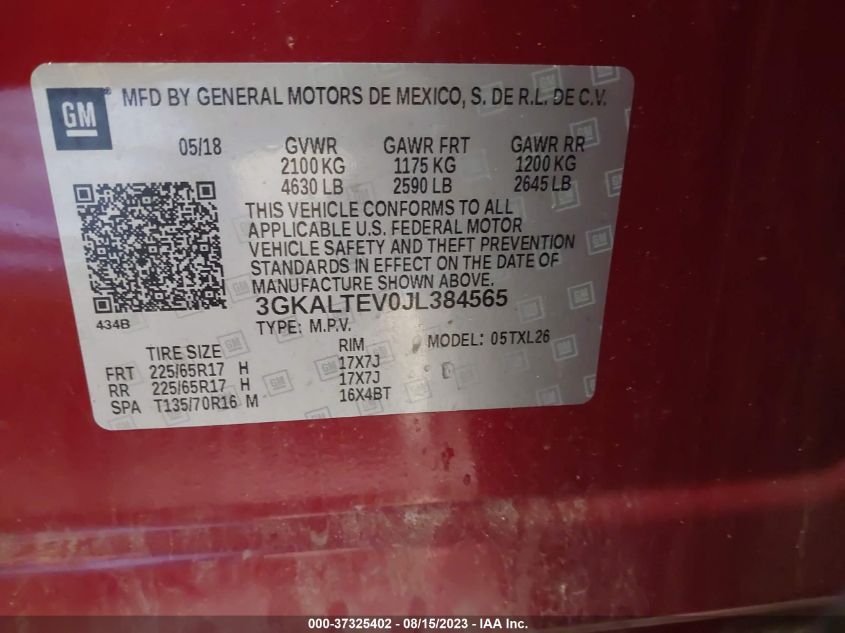 GM
MFD BY GENERAL MOTORS DE MEXICO, S. DE R.L. DE C.V.
05/18 GVWR GAWR FRT GAWR RR
2100 KG 1175 KG 1200 KG
4630 LB 2590 LB 2645 LB
THIS VEHICLE CONFORMS TO ALL
APPLICABLE U.S. FEDERAL MOTOR
VEHICLE SAFETY AND THEFT PREVENTION
STANDARDS IN EFFECT ON THE DATE OF
MANUFACTURE SHOWN ABOVE.
3GKALTEV0JL384565
434B
TYPE: M.P.V. MODEL: 05TXL26
TIRE SIZE RIM
FRT 225/65R17 H 17X7J
RR 225/65R17 H 17X7J
SPA T135/70R16 M 16X4BT
000-37325402 - 08/15/2023 - IAA Inc.